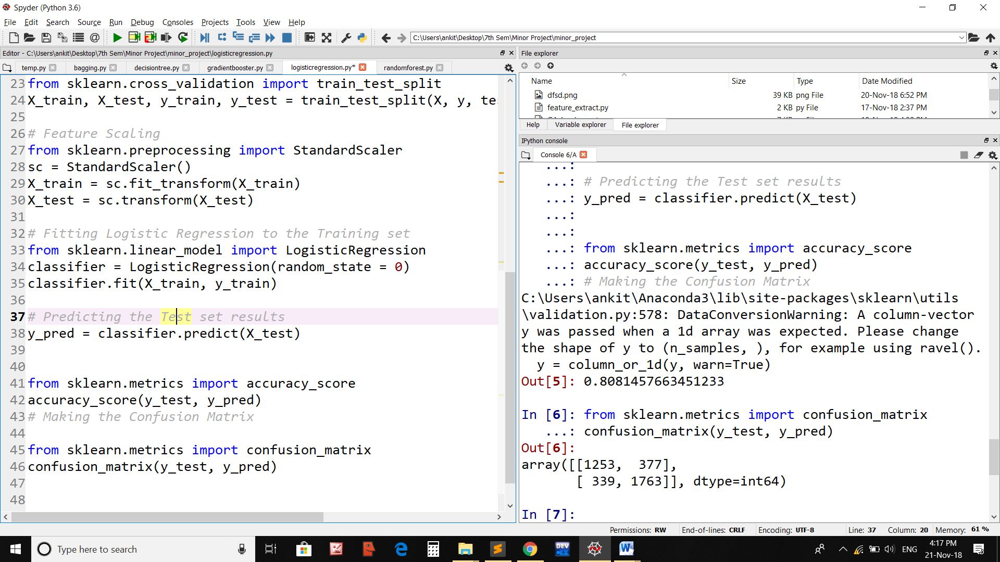 Spyder (Python 3.6)
File Edit Search Source Run Debug Consoles Projects Tools View Help
C:\Users\ankit\Desktop\7th Sem\Minor Project\minor_project
Editor - C:\Users\ankit\Desktop\7th Sem\Minor Project\minor_project\logisticregression.py
temp.py bagging.py decisiontree.py gradientbooster.py logisticregression.py* randomforest.py
23 from sklearn.cross_validation import train_test_split
24 X_train, X_test, y_train, y_test = train_test_split(X, y, te
25
26 # Feature Scaling
27 from sklearn.preprocessing import StandardScaler
28 sc = StandardScaler()
29 X_train = sc.fit_transform(X_train)
30 X_test = sc.transform(X_test)
31
32 # Fitting Logistic Regression to the Training set
33 from sklearn.linear_model import LogisticRegression
34 classifier = LogisticRegression(random_state = 0)
35 classifier.fit(X_train, y_train)
36
37 # Predicting the Test set results
38 y_pred = classifier.predict(X_test)
39
40
41 from sklearn.metrics import accuracy_score
42 accuracy_score(y_test, y_pred)
43 # Making the Confusion Matrix
44
45 from sklearn.metrics import confusion_matrix
46 confusion_matrix(y_test, y_pred)
47
48
File explorer
Name Size Type Date Modified
dfsd.png 39 KB png File 20-Nov-18 6:52 PM
feature_extract.py 2 KB py File 17-Nov-18 2:37 PM
Help Variable explorer File explorer
IPython console
Console 6/A
...:
...: # Predicting the Test set results
...: y_pred = classifier.predict(X_test)
...:
...:
...: from sklearn.metrics import accuracy_score
...: accuracy_score(y_test, y_pred)
...: # Making the Confusion Matrix
C:\Users\ankit\Anaconda3\lib\site-packages\sklearn\utils
\validation.py:578: DataConversionWarning: A column-vector
y was passed when a 1d array was expected. Please change
the shape of y to (n_samples, ), for example using ravel().
y = column_or_1d(y, warn=True)
Out[5]: 0.8081457663451233
In [6]: from sklearn.metrics import confusion_matrix
...: confusion_matrix(y_test, y_pred)
Out[6]:
array([[1253, 377],
[ 339, 1763]], dtype=int64)
In [7]:
Permissions: RW End-of-lines: CRLF Encoding: UTF-8 Line: 37 Column: 20 Memory: 61 %
Type here to search
DEV C++
ENG
4:17 PM
21-Nov-18